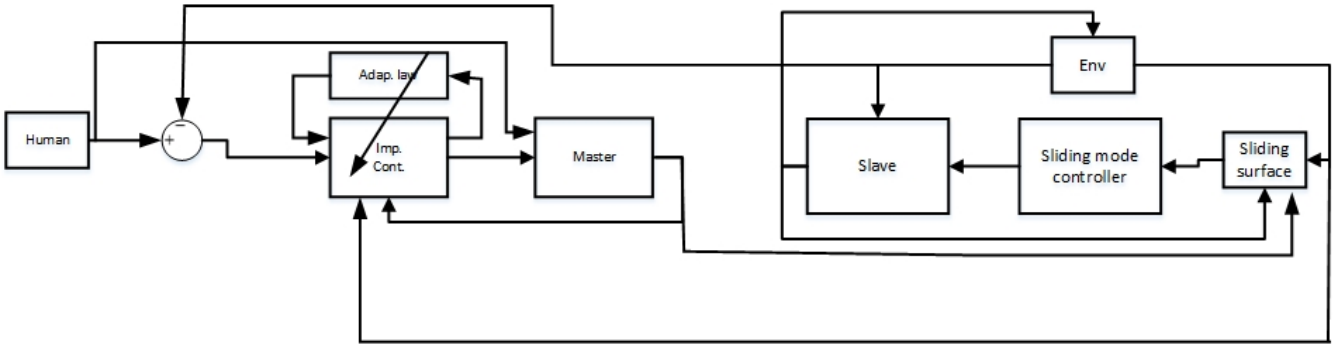 Human
−
+
Adap. law
Imp.
Cont.
Master
Env
Slave
Sliding mode
controller
Sliding
surface